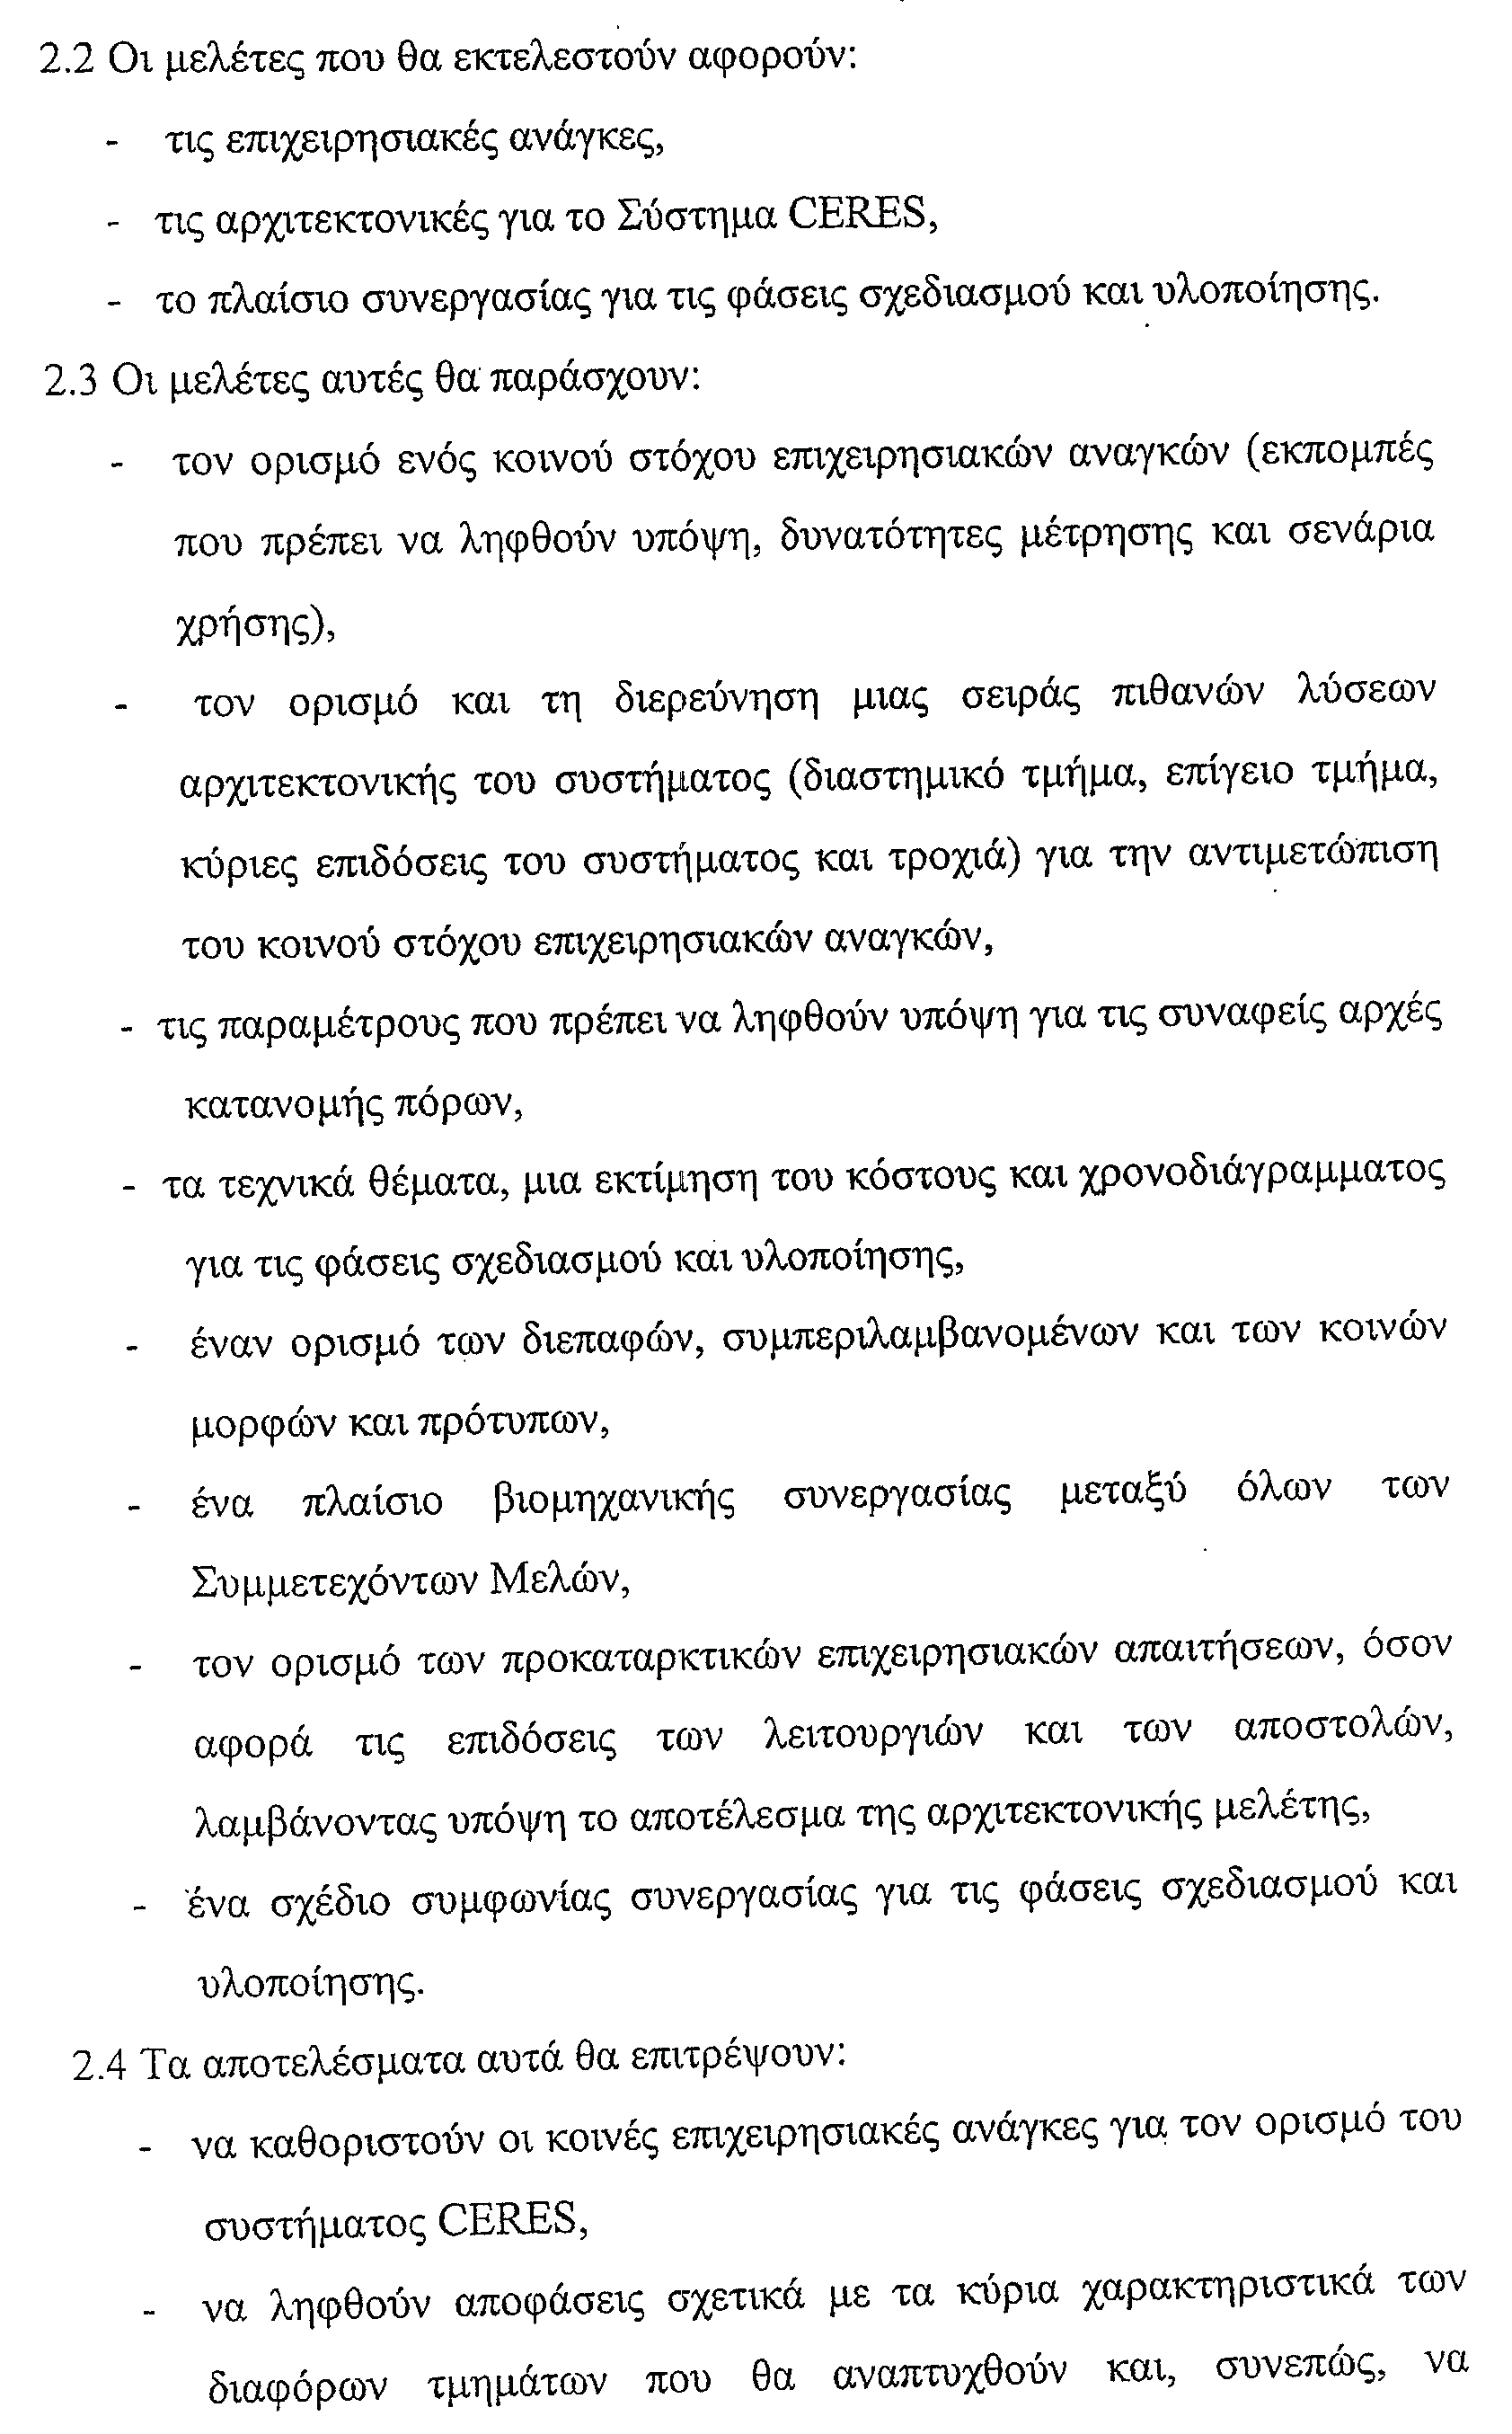 2.2 Οι μελέτες που θα εκτελεστούν αφορούν:
- τις επιχειρησιακές ανάγκες,
- τις αρχιτεκτονικές για το Σύστημα CERES,
- το πλαίσιο συνεργασίας για τις φάσεις σχεδιασμού και υλοποίησης.
2.3 Οι μελέτες αυτές θα παράσχουν:
- τον ορισμό ενός κοινού στόχου επιχειρησιακών αναγκών (εκπομπές
που πρέπει να ληφθούν υπόψη, δυνατότητες μέτρησης και σενάρια
χρήσης),
- τον ορισμό και τη διερεύνηση μιας σειράς πιθανών λύσεων
αρχιτεκτονικής του συστήματος (διαστημικό τμήμα, επίγειο τμήμα,
κύριες επιδόσεις του συστήματος και τροχιά) για την αντιμετώπιση
του κοινού στόχου επιχειρησιακών αναγκών,
- τις παραμέτρους που πρέπει να ληφθούν υπόψη για τις συναφείς αρχές
κατανομής πόρων,
- τα τεχνικά θέματα, μια εκτίμηση του κόστους και χρονοδιάγραμματος
για τις φάσεις σχεδιασμού και υλοποίησης,
- έναν ορισμό των διεπαφών, συμπεριλαμβανομένων και των κοινών
μορφών και πρότυπων,
- ένα πλαίσιο βιομηχανικής συνεργασίας μεταξύ όλων των
Συμμετεχόντων Μελών,
- τον ορισμό των προκαταρκτικών επιχειρησιακών απαιτήσεων, όσον
αφορά τις επιδόσεις των λειτουργιών και των αποστολών,
λαμβάνοντας υπόψη το αποτέλεσμα της αρχιτεκτονικής μελέτης,
- ένα σχέδιο συμφωνίας συνεργασίας για τις φάσεις σχεδιασμού και
υλοποίησης.
2.4 Τα αποτελέσματα αυτά θα επιτρέψουν:
- να καθοριστούν οι κοινές επιχειρησιακές ανάγκες για τον ορισμό του
συστήματος CERES,
- να ληφθούν αποφάσεις σχετικά με τα κύρια χαρακτηριστικά των
διαφόρων τμημάτων που θα αναπτυχθούν και, συνεπώς, να